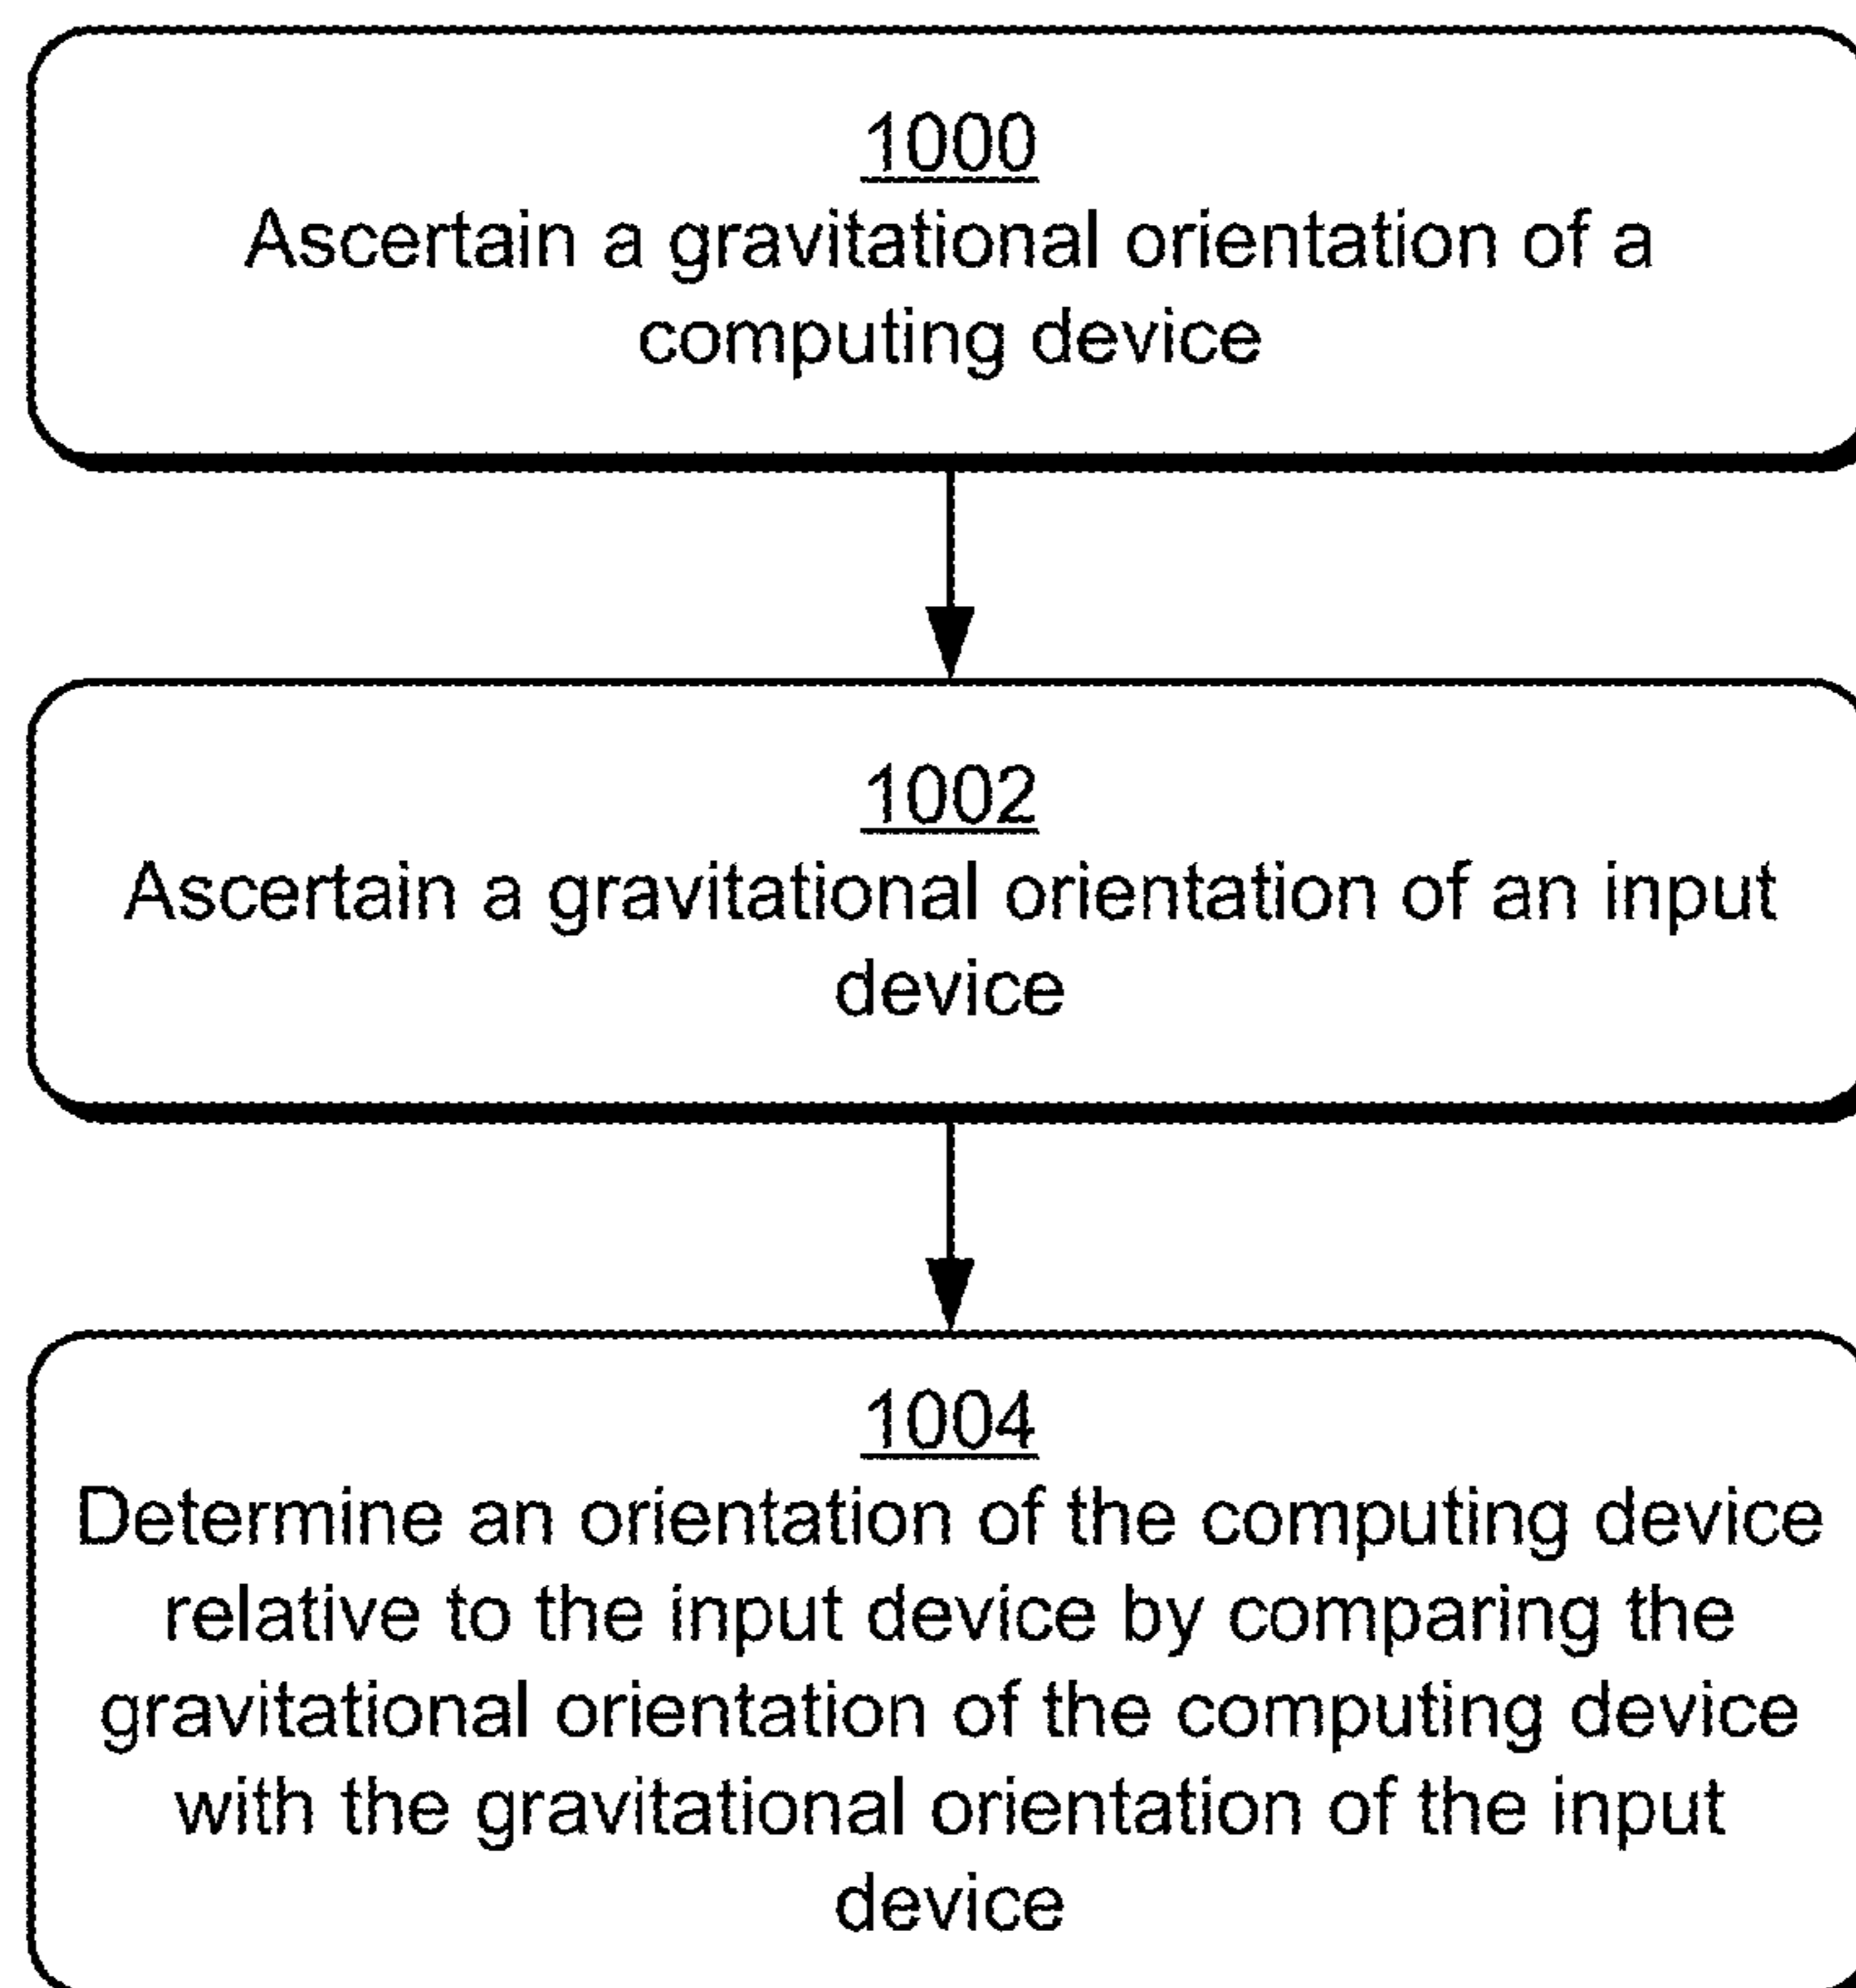 1000
Ascertain a gravitational orientation of a
computing device
1002
Ascertain a gravitational orientation of an input
device
1004
Determine an orientation of the computing device
relative to the input device by comparing the
gravitational orientation of the computing device
with the gravitational orientation of the input
device